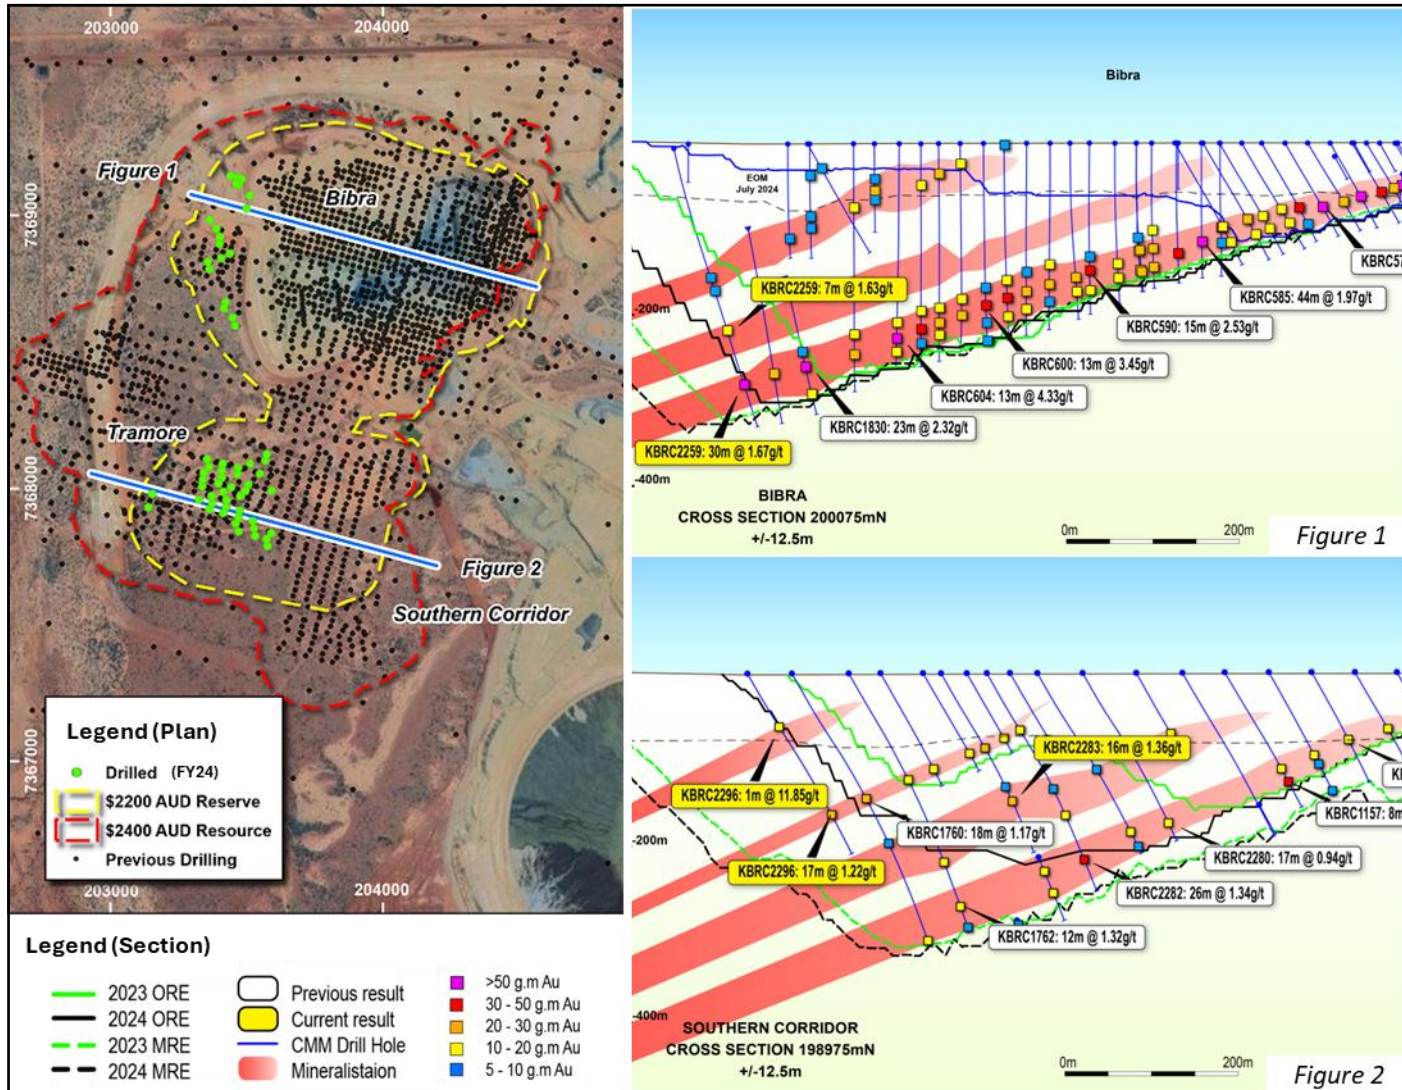 203000
204000
7369000
7368000
7367000
Figure 1
Bibra
Tramore
Figure 2
Southern Corridor
Legend (Plan)
Drilled (FY24)
$2200 AUD Reserve
$2400 AUD Resource
Previous Drilling
203000
204000
Legend (Section)
2023 ORE
2024 ORE
2023 MRE
2024 MRE
Previous result
Current result
CMM Drill Hole
Mineralistaion
>50 g.m Au
30 - 50 g.m Au
20 - 30 g.m Au
10 - 20 g.m Au
5 - 10 g.m Au
Bibra
EOM
July 2024
KBRC2259: 7m @ 1.63g/t
KBRC57
KBRC585: 44m @ 1.97g/t
-200m
KBRC590: 15m @ 2.53g/t
KBRC600: 13m @ 3.45g/t
KBRC604: 13m @ 4.33g/t
KBRC1830: 23m @ 2.32g/t
KBRC2259: 30m @ 1.67g/t
-400m
BIBRA
CROSS SECTION 200075mN
+/-12.5m
0m
200m
Figure 1
KBRC2283: 16m @ 1.36g/t
KBRC2296: 1m @ 11.85g/t
KBRC1760: 18m @ 1.17g/t
KBRC1157: 8m
-200m
KBRC2280: 17m @ 0.94g/t
KBRC2296: 17m @ 1.22g/t
KBRC2282: 26m @ 1.34g/t
KBRC1762: 12m @ 1.32g/t
-400m
SOUTHERN CORRIDOR
CROSS SECTION 198975mN
+/-12.5m
0m
200m
Figure 2